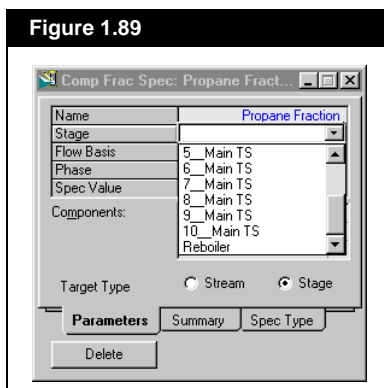 Figure 1.89
Comp Frac Spec: Propane Fract...
Name Propane Fraction
Stage
Flow Basis 5__Main TS
Phase 6__Main TS
Spec Value 7__Main TS
8__Main TS
Components: 9__Main TS
10__Main TS
Reboiler
Target Type Stream Stage
Parameters Summary Spec Type
Delete